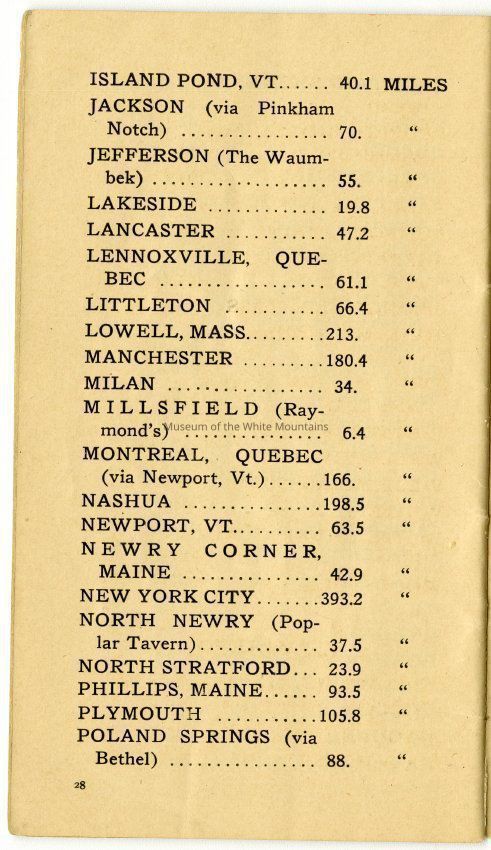 ISLAND POND, VT...... 40.1 MILES
JACKSON (via Pinkham
Notch) ................ 70. “
JEFFERSON (The Waum-
bek) ................... 55. “
LAKESIDE ............. 19.8 “
LANCASTER ........... 47.2 “
LENNOXVILLE, QUE-
BEC .................. 61.1 “
LITTLETON ........... 66.4 “
LOWELL, MASS.........213. “
MANCHESTER .........180.4 “
MILAN ................. 34. “
MILLSFIELD (Ray-
mond's) ............... 6.4 “
Museum of the White Mountains
MONTREAL, QUEBEC
(via Newport, Vt.)......166. “
NASHUA ...............198.5 “
NEWPORT, VT.......... 63.5 “
NEWRY CORNER,
MAINE ............... 42.9 “
NEW YORK CITY.......393.2 “
NORTH NEWRY (Pop-
lar Tavern)............. 37.5 “
NORTH STRATFORD... 23.9 “
PHILLIPS, MAINE...... 93.5 “
PLYMOUTH ...........105.8 “
POLAND SPRINGS (via
Bethel) ................ 88. “
28